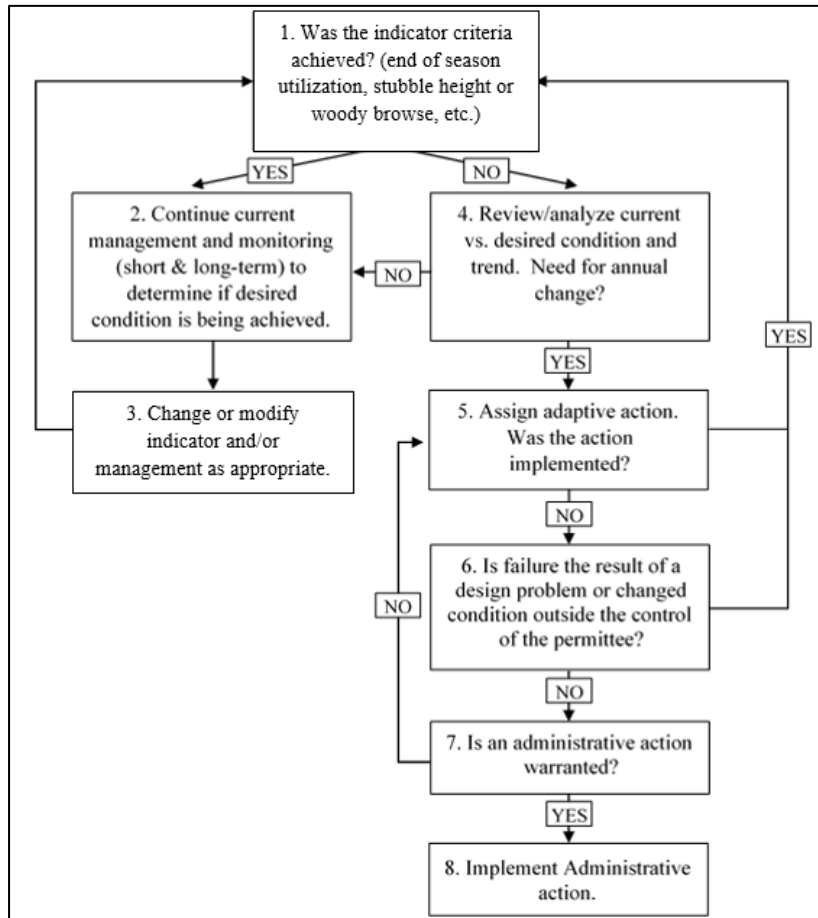 1. Was the indicator criteria
achieved? (end of season
utilization, stubble height or
woody browse, etc.)
YES
NO
2. Continue current
management and monitoring
(short & long-term) to
determine if desired
condition is being achieved.
NO
4. Review/analyze current
vs. desired condition and
trend. Need for annual
change?
YES
YES
3. Change or modify
indicator and/or
management as appropriate.
5. Assign adaptive action.
Was the action
implemented?
NO
6. Is failure the result of a
design problem or changed
condition outside the control
of the permittee?
NO
NO
7. Is an administrative action
warranted?
YES
8. Implement Administrative
action.